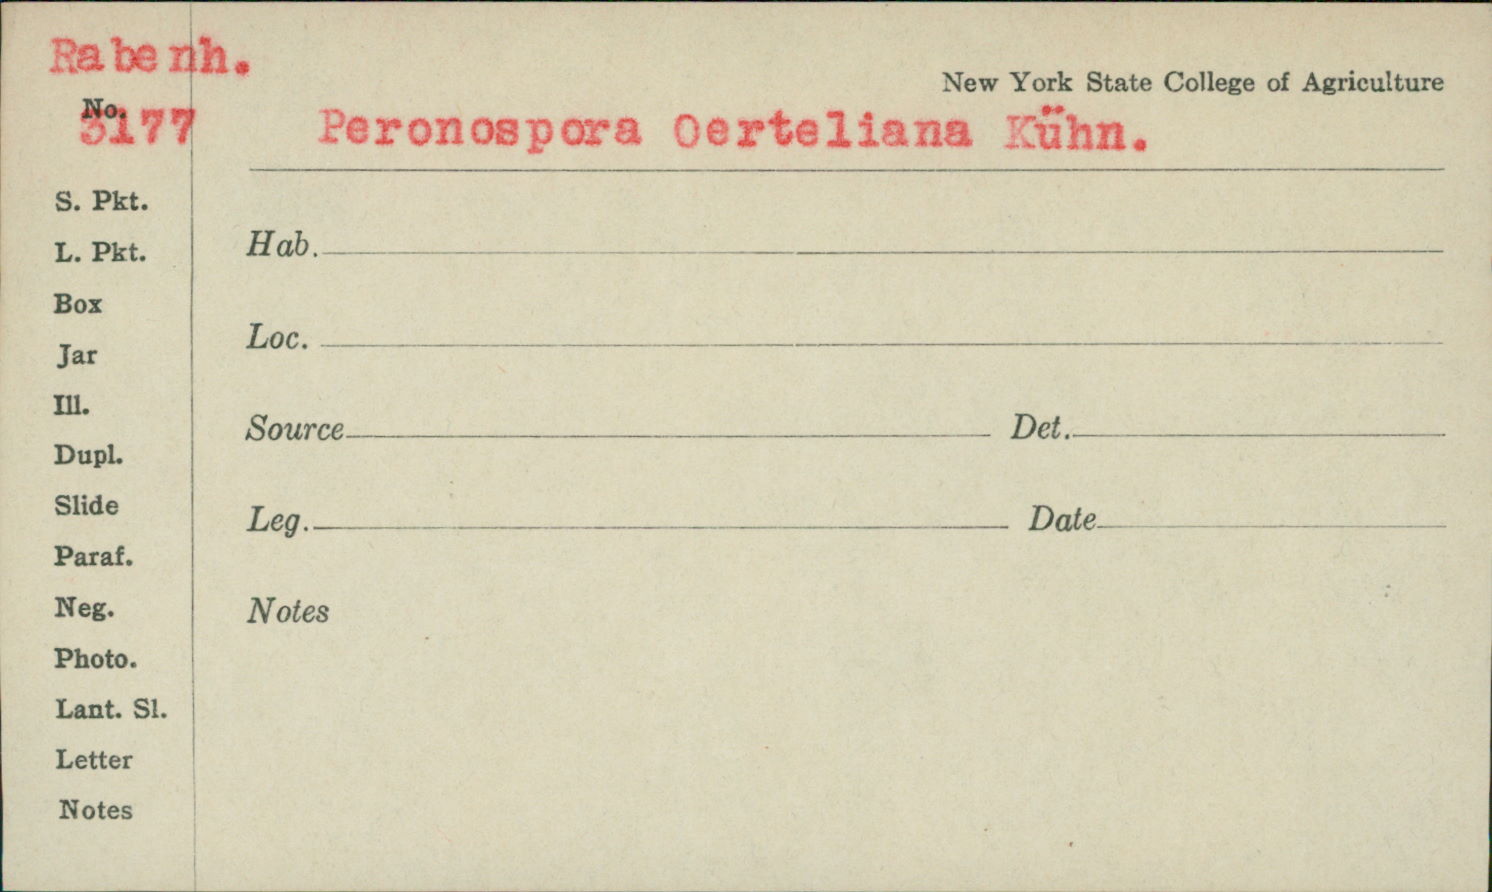 Rabenh.
New York State College of Agriculture
No.
3177 Peronospora Oerteliana Kühn.
S. Pkt.
L. Pkt.
Box
Jar
Ill.
Dupl.
Slide
Paraf.
Neg.
Photo.
Lant. Sl.
Letter
Notes
Hab.
Loc.
Source Det.
Leg. Date
Notes